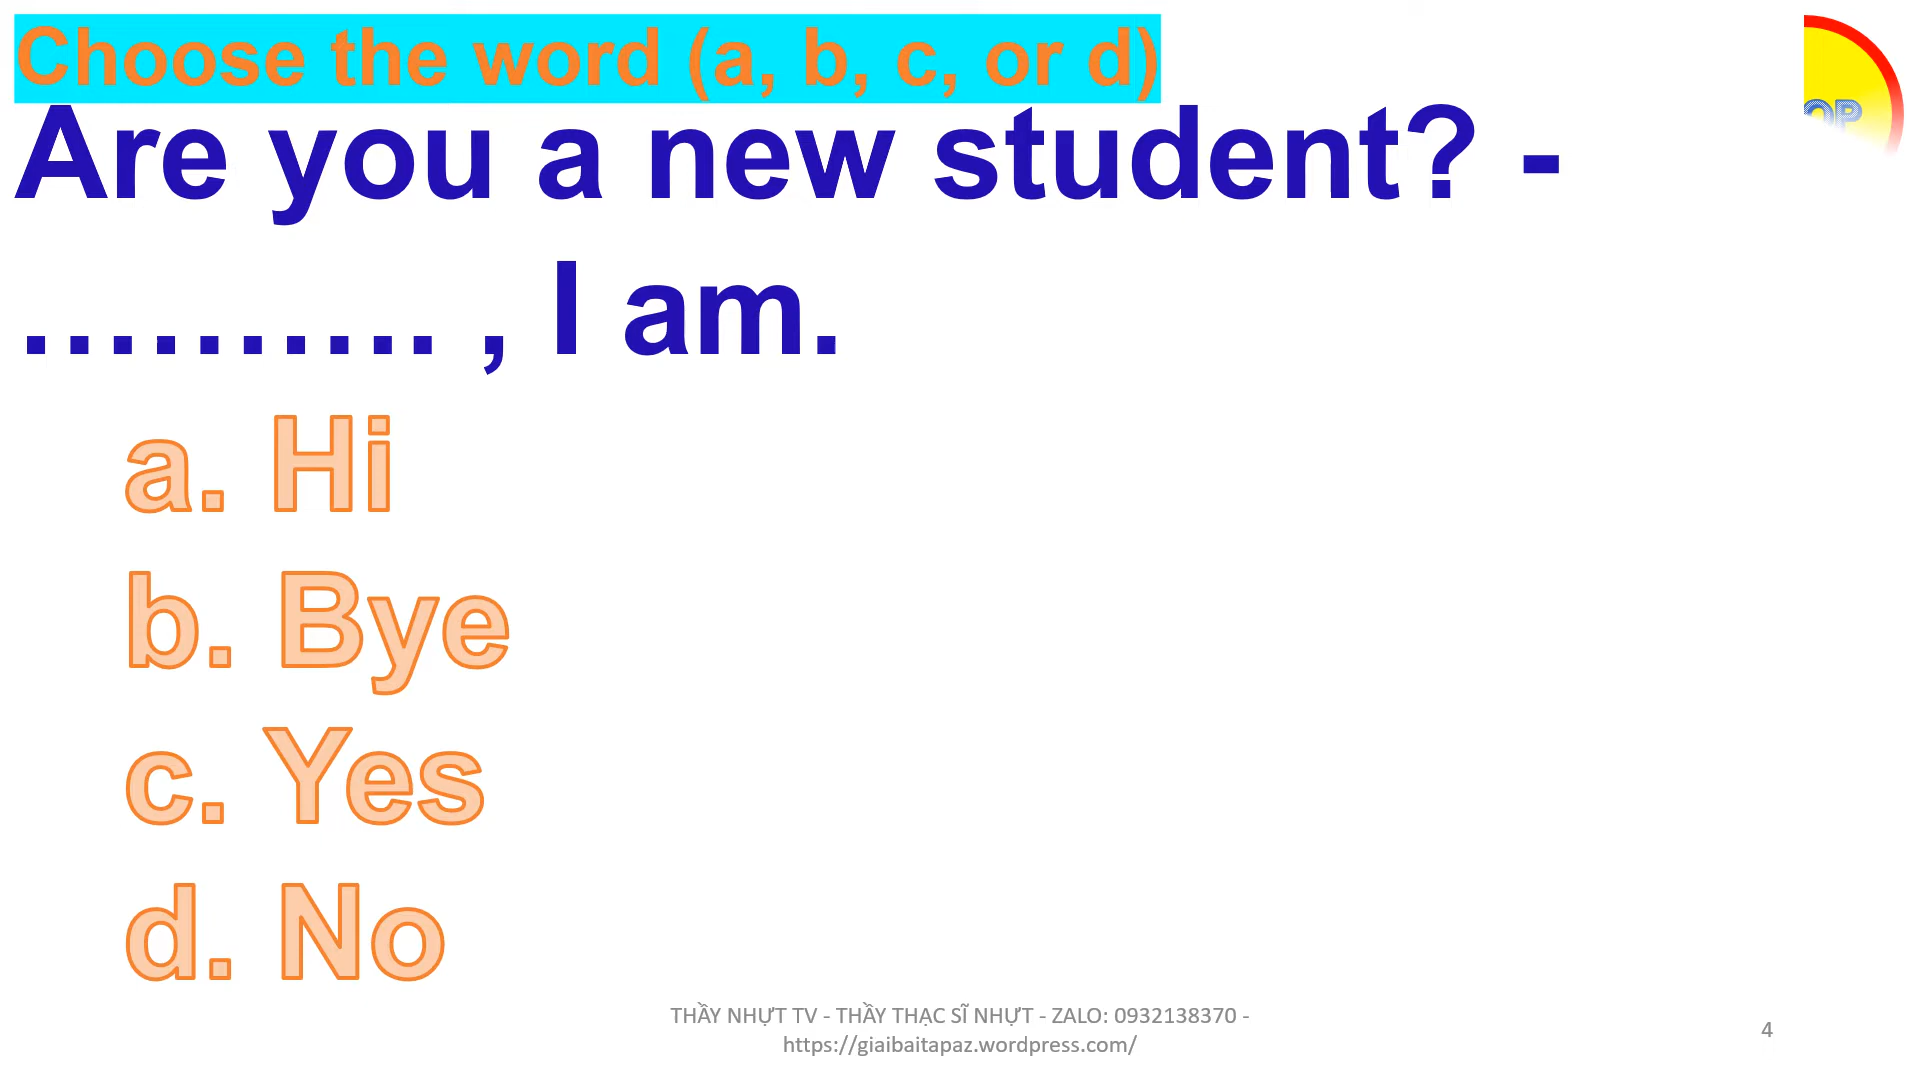 Choose the word (a, b, c, or d)
Are you a new student? -
.......... , I am.
a. Hi
b. Bye
c. Yes
d. No
THẦY NHỰT TV - THẦY THẠC SĨ NHỰT - ZALO: 0932138370 -
https://giaibaitapaz.wordpress.com/
4